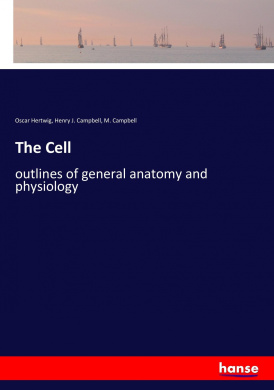 Oscar Hertwig, Henry J. Campbell, M. Campbell
The Cell
outlines of general anatomy and
physiology
hanse